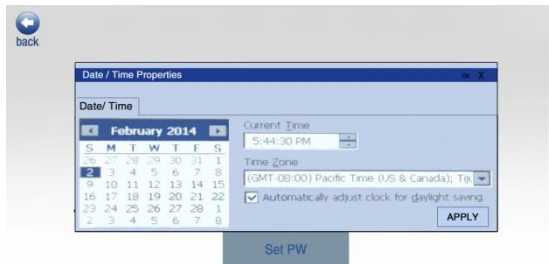 back
Date / Time Properties
OK X
Date/ Time
February 2014
S M T W T F S
26 27 28 29 30 31 1
2 3 4 5 6 7 8
9 10 11 12 13 14 15
16 17 18 19 20 21 22
23 24 25 26 27 28 1
2 3 4 5 6 7 8
Current Time
5:44:30 PM
Time Zone
(GMT-08:00) Pacific Time (US & Canada);
Automatically adjust clock for daylight saving
APPLY
Set PW